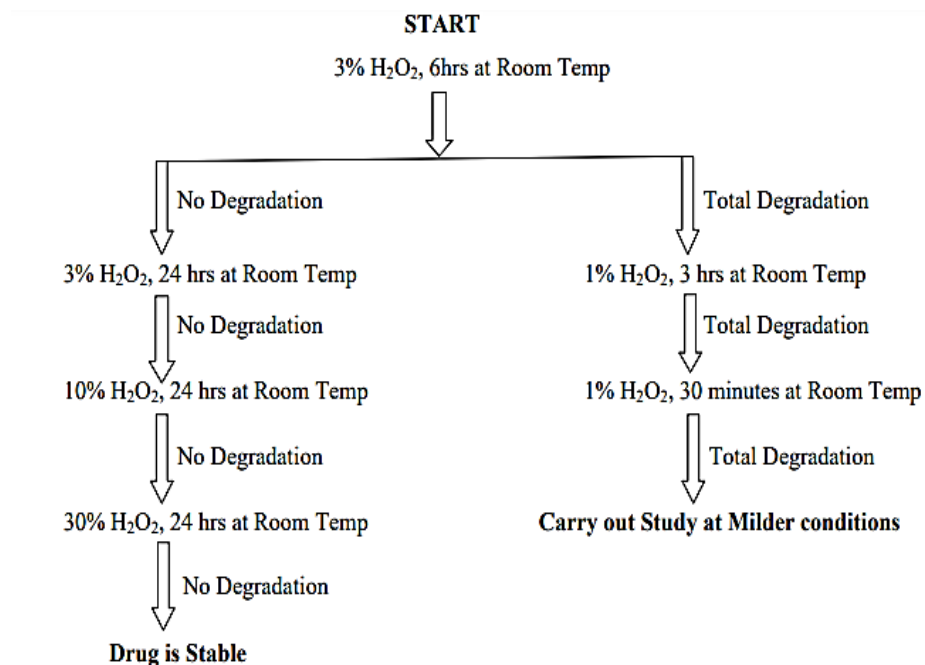 START
3% H₂O₂, 6hrs at Room Temp
No Degradation
Total Degradation
3% H₂O₂, 24 hrs at Room Temp
1% H₂O₂, 3 hrs at Room Temp
No Degradation
Total Degradation
10% H₂O₂, 24 hrs at Room Temp
1% H₂O₂, 30 minutes at Room Temp
No Degradation
Total Degradation
30% H₂O₂, 24 hrs at Room Temp
Carry out Study at Milder conditions
No Degradation
Drug is Stable